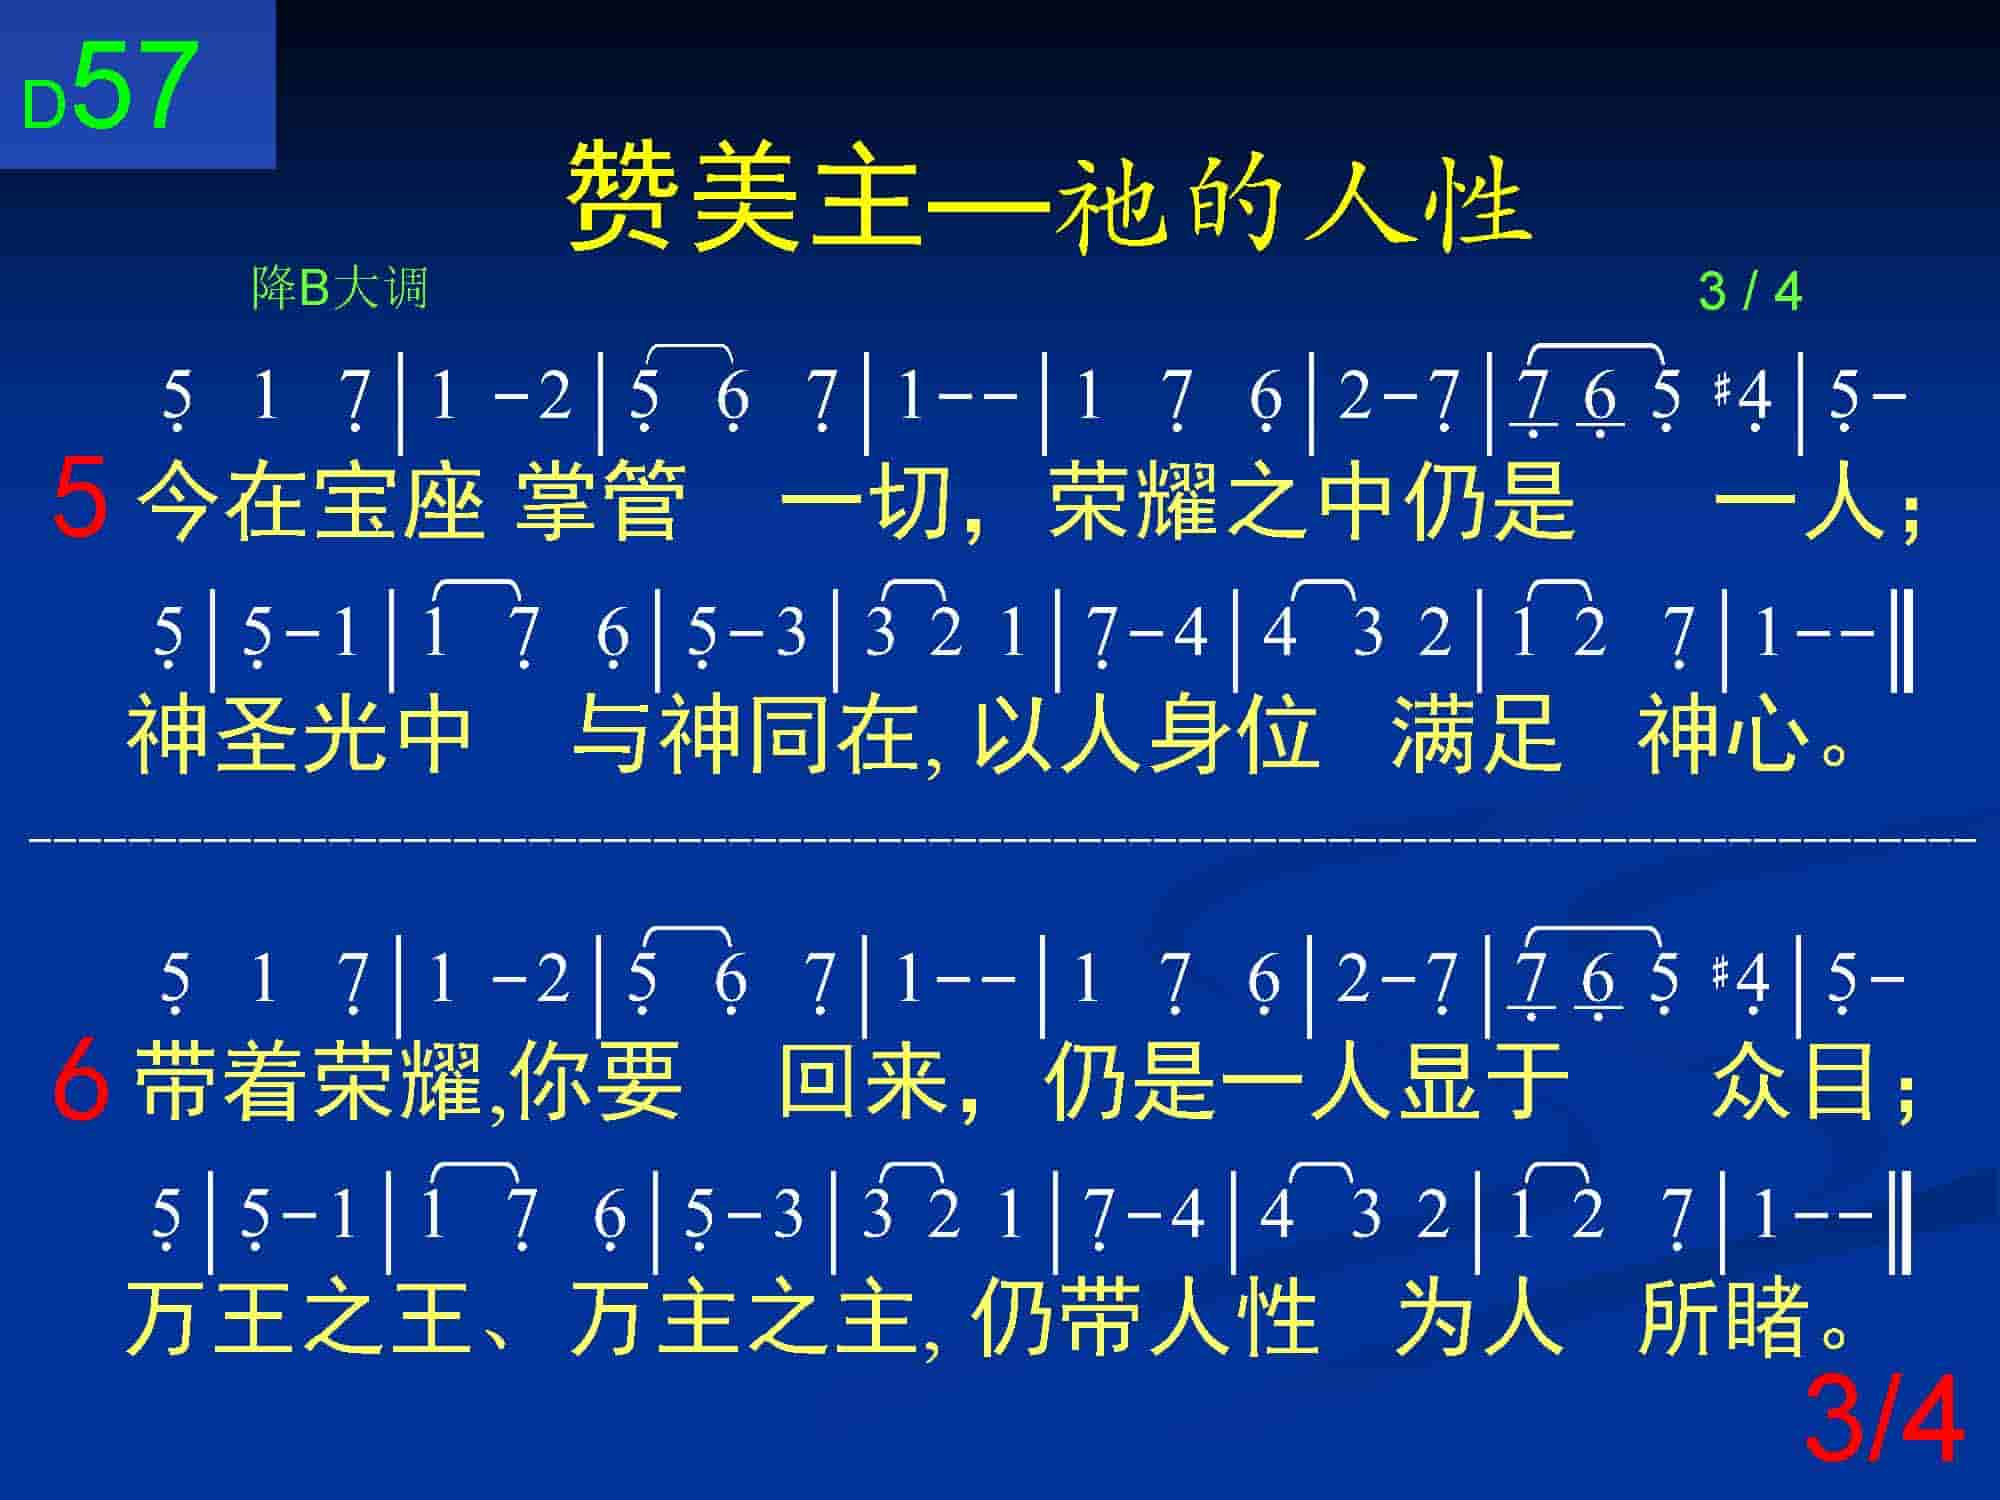 D57
赞美主—祂的人性
降B大调 3 / 4
5̣ 1 7̣ | 1 - 2 | 5̣ 6̣ 7̣ | 1 - - | 1 7̣ 6̣ | 2 - 7̣ | 7̣ 6̣ 5̣ #4̣ | 5̣ -
5 今在宝座 掌管 一切，荣耀之中仍是 一人；
5̣ | 5̣ - 1 | 1 7̣ 6̣ | 5̣ - 3 | 3 2 1 | 7̣ - 4 | 4 3 2 | 1 2 7̣ | 1 - - ‖
神圣光中 与神同在, 以人身位 满足 神心。
--------------------------------------------------------------------------------
5̣ 1 7̣ | 1 - 2 | 5̣ 6̣ 7̣ | 1 - - | 1 7̣ 6̣ | 2 - 7̣ | 7̣ 6̣ 5̣ #4̣ | 5̣ -
6 带着荣耀,你要 回来，仍是一人显于 众目；
5̣ | 5̣ - 1 | 1 7̣ 6̣ | 5̣ - 3 | 3 2 1 | 7̣ - 4 | 4 3 2 | 1 2 7̣ | 1 - - ‖
万王之王、万主之主, 仍带人性 为人 所睹。
3/4